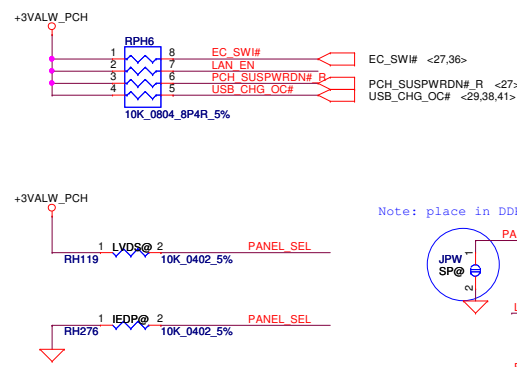 +3VALW_PCH
RPH6
1 8 EC_SWI#
2 7 LAN_EN
3 6 PCH_SUSPWRDN#_R
4 5 USB_CHG_OC#
10K_0804_8P4R_5%
EC_SWI# <27,36>
PCH_SUSPWRDN#_R <27>
USB_CHG_OC# <29,38,41>
+3VALW_PCH
1 LVDS@ 2 PANEL_SEL
RH119 10K_0402_5%
1 IEDP@ 2 PANEL_SEL
RH276 10K_0402_5%
Note: place in
PA
JPW 1
SP@
2